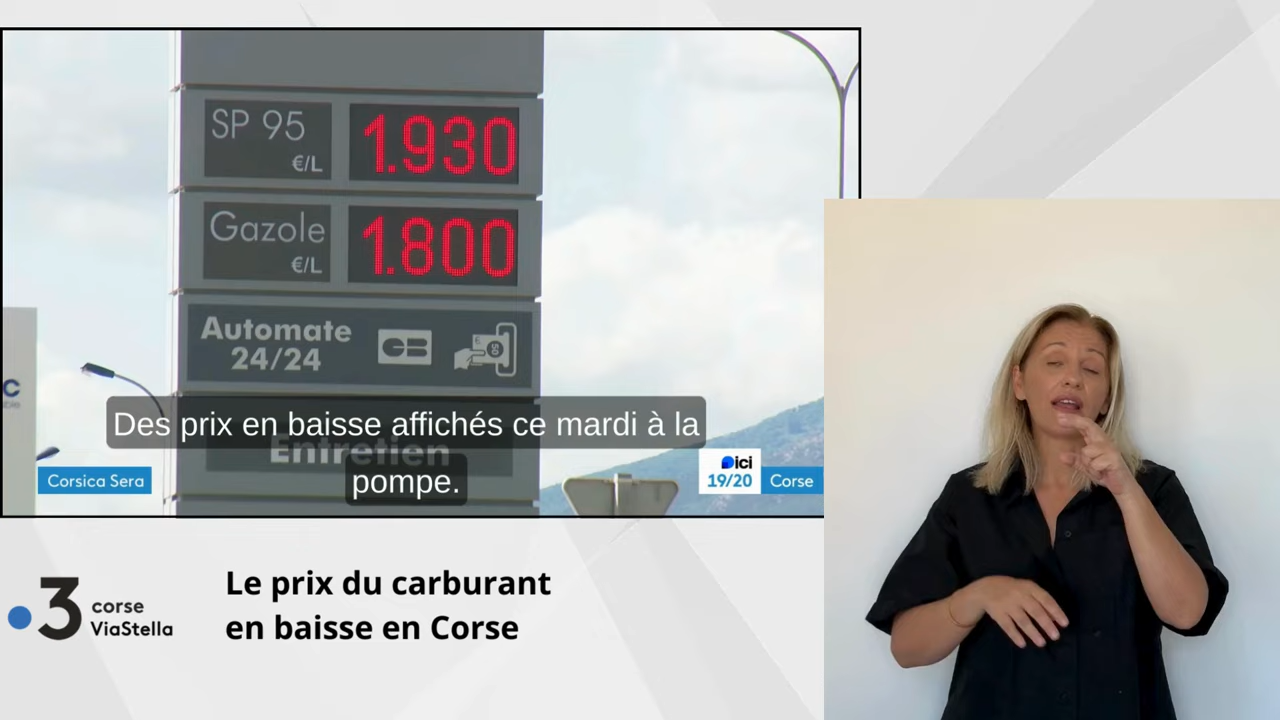 SP 95
€/L
1.930
Gazole
€/L
1.800
Automate
24/24
CB
Des prix en baisse affichés ce mardi à la
pompe.
Entretien
Corsica Sera
ici
19/20
Corse
3 corse
ViaStella
Le prix du carburant
en baisse en Corse